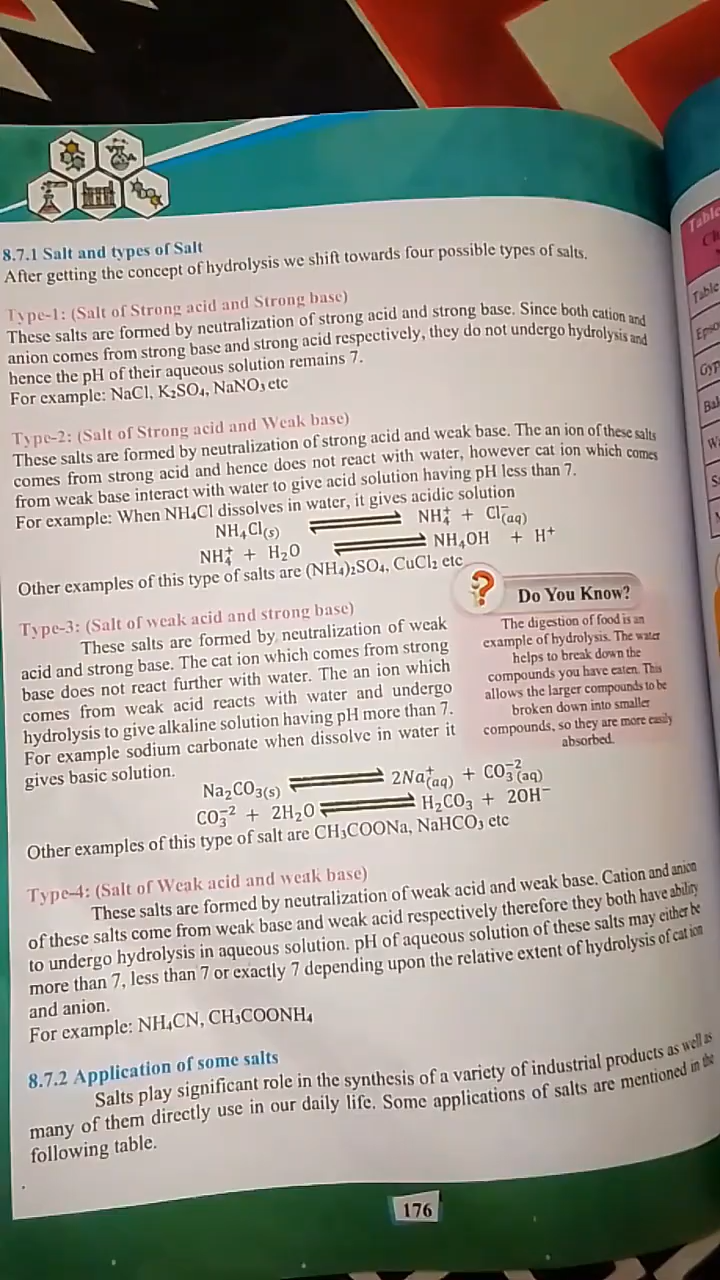 8.7.1 Salt and types of Salt
After getting the concept of hydrolysis we shift towards four possible types of salts.
Type-1: (Salt of Strong acid and Strong base)
These salts are formed by neutralization of strong acid and strong base. Since both cation and
anion comes from strong base and strong acid respectively, they do not undergo hydrolysis and
hence the pH of their aqueous solution remains 7.
For example: NaCl, K₂SO₄, NaNO₃ etc
Type-2: (Salt of Strong acid and Weak base)
These salts are formed by neutralization of strong acid and weak base. The an ion of these salts
comes from strong acid and hence does not react with water, however cat ion which comes
from weak base interact with water to give acid solution having pH less than 7.
For example: When NH₄Cl dissolves in water, it gives acidic solution
NH₄Cl(s) ⇌ NH₄⁺ + Cl⁻(aq)
NH₄⁺ + H₂O ⇌ NH₄OH + H⁺
Other examples of this type of salts are (NH₄)₂SO₄, CuCl₂ etc
Type-3: (Salt of weak acid and strong base)
These salts are formed by neutralization of weak
acid and strong base. The cat ion which comes from strong
base does not react further with water. The an ion which
comes from weak acid reacts with water and undergo
hydrolysis to give alkaline solution having pH more than 7.
For example sodium carbonate when dissolve in water it
gives basic solution.
?
Do You Know?
The digestion of food is an
example of hydrolysis. The water
helps to break down the
compounds you have eaten. This
allows the larger compounds to be
broken down into smaller
compounds, so they are more easily
absorbed.
Na₂CO₃(s) ⇌ 2Na⁺(aq) + CO₃⁻²(aq)
CO₃⁻² + 2H₂O ⇌ H₂CO₃ + 2OH⁻
Other examples of this type of salt are CH₃COONa, NaHCO₃ etc
Type-4: (Salt of Weak acid and weak base)
These salts are formed by neutralization of weak acid and weak base. Cation and anion
of these salts come from weak base and weak acid respectively therefore they both have ability
to undergo hydrolysis in aqueous solution. pH of aqueous solution of these salts may either be
more than 7, less than 7 or exactly 7 depending upon the relative extent of hydrolysis of cat ion
and anion.
For example: NH₄CN, CH₃COONH₄
8.7.2 Application of some salts
Salts play significant role in the synthesis of a variety of industrial products as well as
many of them directly use in our daily life. Some applications of salts are mentioned in the
following table.
176
Table
Table